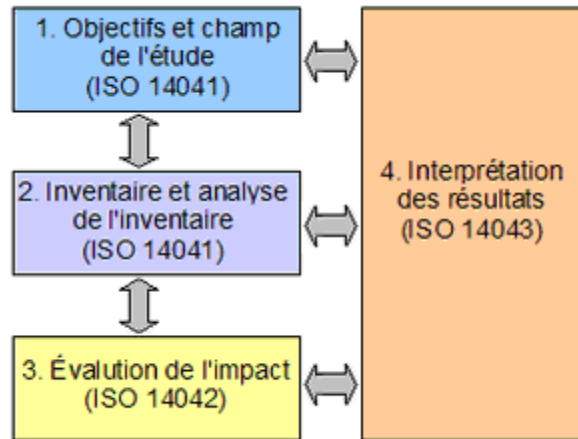 1. Objectifs et champ
de l'étude
(ISO 14041)
2. Inventaire et analyse
de l'inventaire
(ISO 14041)
3. Évalution de l'impact
(ISO 14042)
4. Interprétation
des résultats
(ISO 14043)